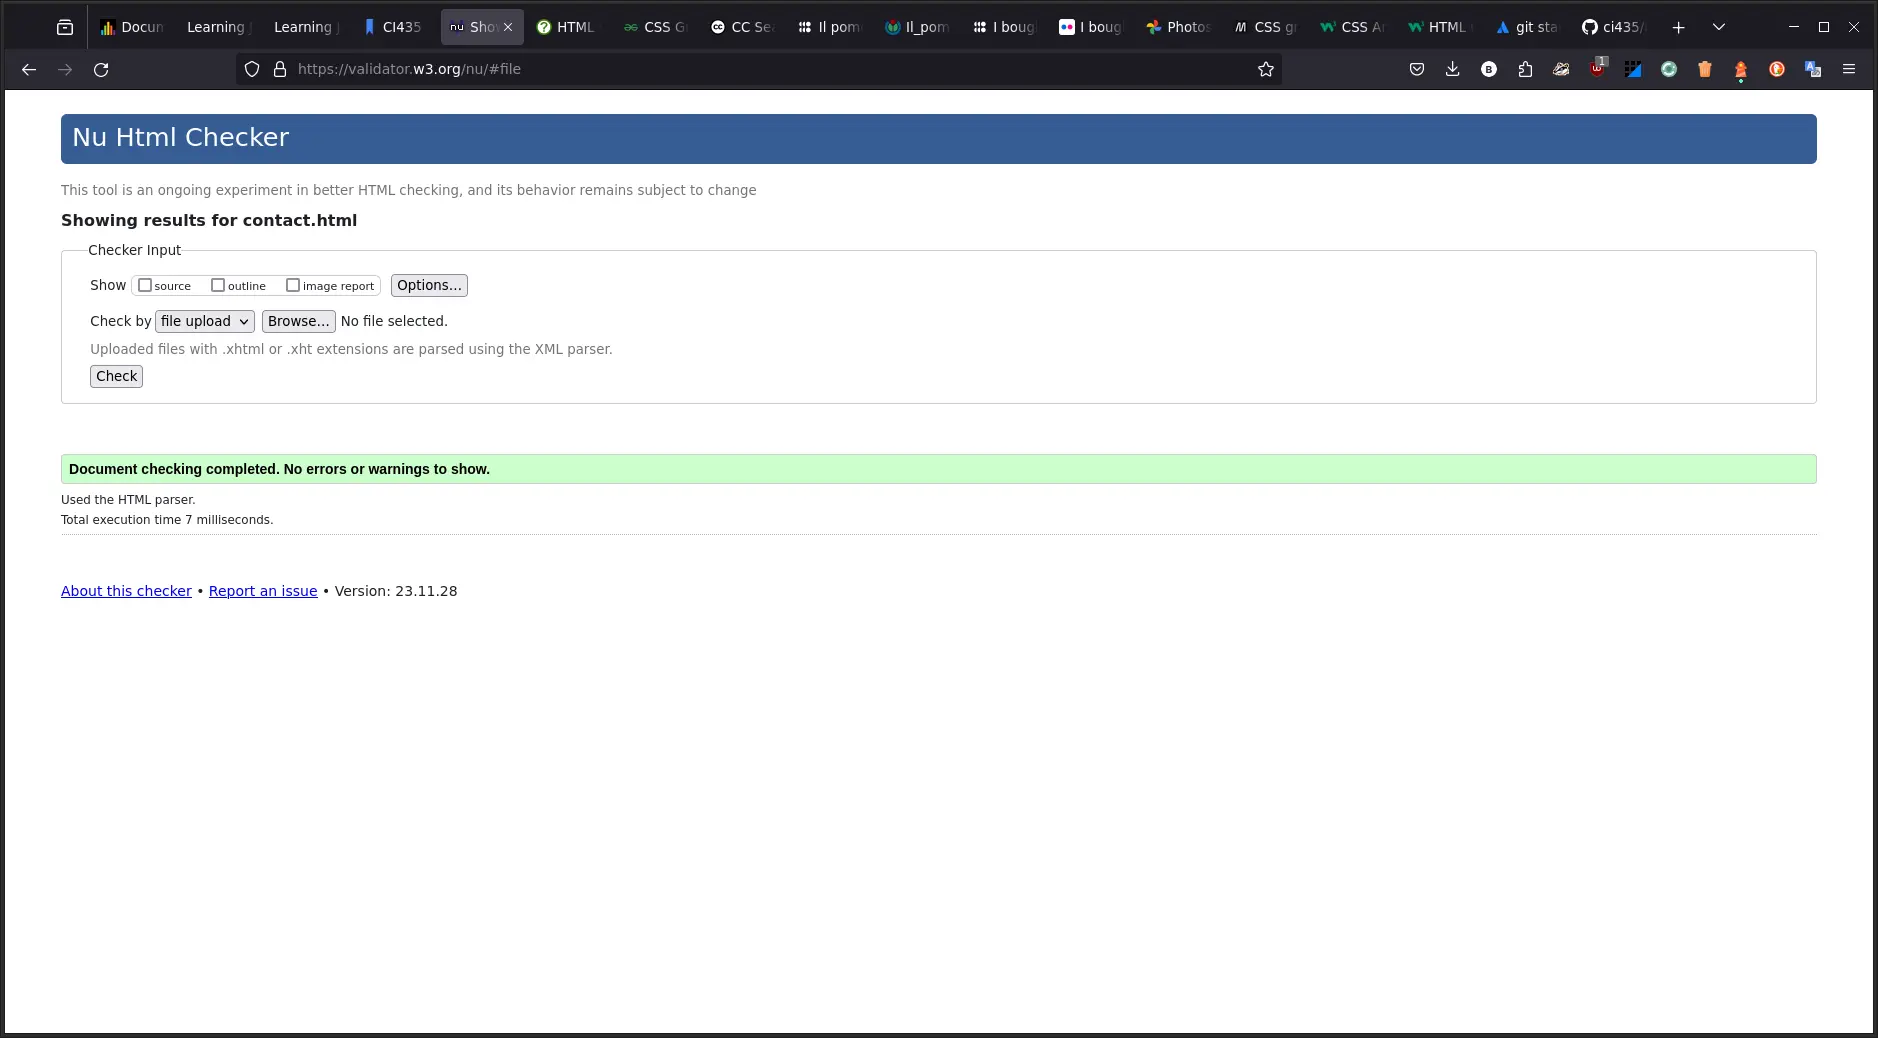 Docun
Learning
Learning
CI435
Show
HTML
CSS G
CC Sea
Il pom
Il_pom
I boug
I boug
Photos
CSS gr
CSS A
HTML
git sta
ci435/
https://validator.w3.org/nu/#file
1
Nu Html Checker
This tool is an ongoing experiment in better HTML checking, and its behavior remains subject to change
Showing results for contact.html
Checker Input
Show source outline image report Options...
Check by file upload Browse... No file selected.
Uploaded files with .xhtml or .xht extensions are parsed using the XML parser.
Check
Document checking completed. No errors or warnings to show.
Used the HTML parser.
Total execution time 7 milliseconds.
About this checker • Report an issue • Version: 23.11.28